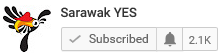 Sarawak YES
Subscribed 2.1K